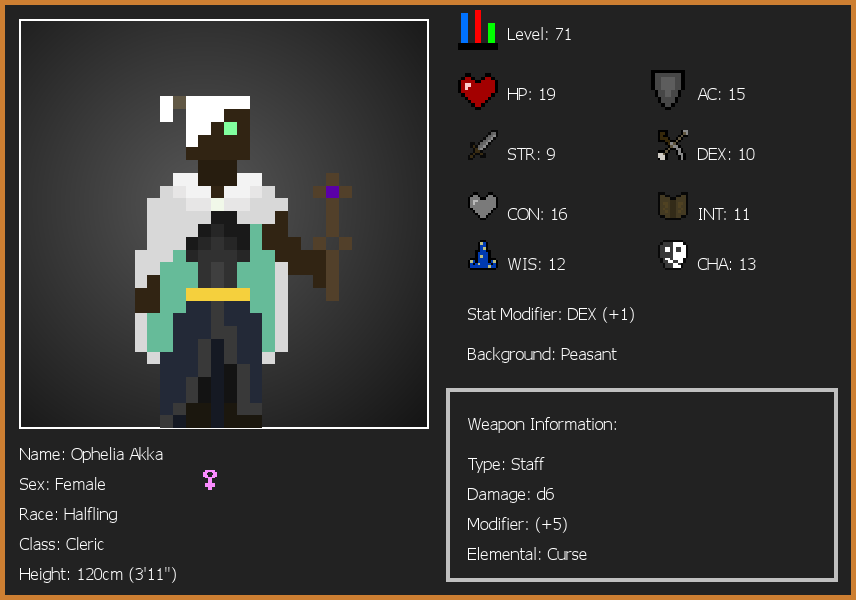 Level: 71
HP: 19
AC: 15
STR: 9
DEX: 10
CON: 16
INT: 11
WIS: 12
CHA: 13
Stat Modifier: DEX (+1)
Background: Peasant
Weapon Information:
Type: Staff
Damage: d6
Modifier: (+5)
Elemental: Curse
Name: Ophelia Akka
Sex: Female
Race: Halfling
Class: Cleric
Height: 120cm (3'11")